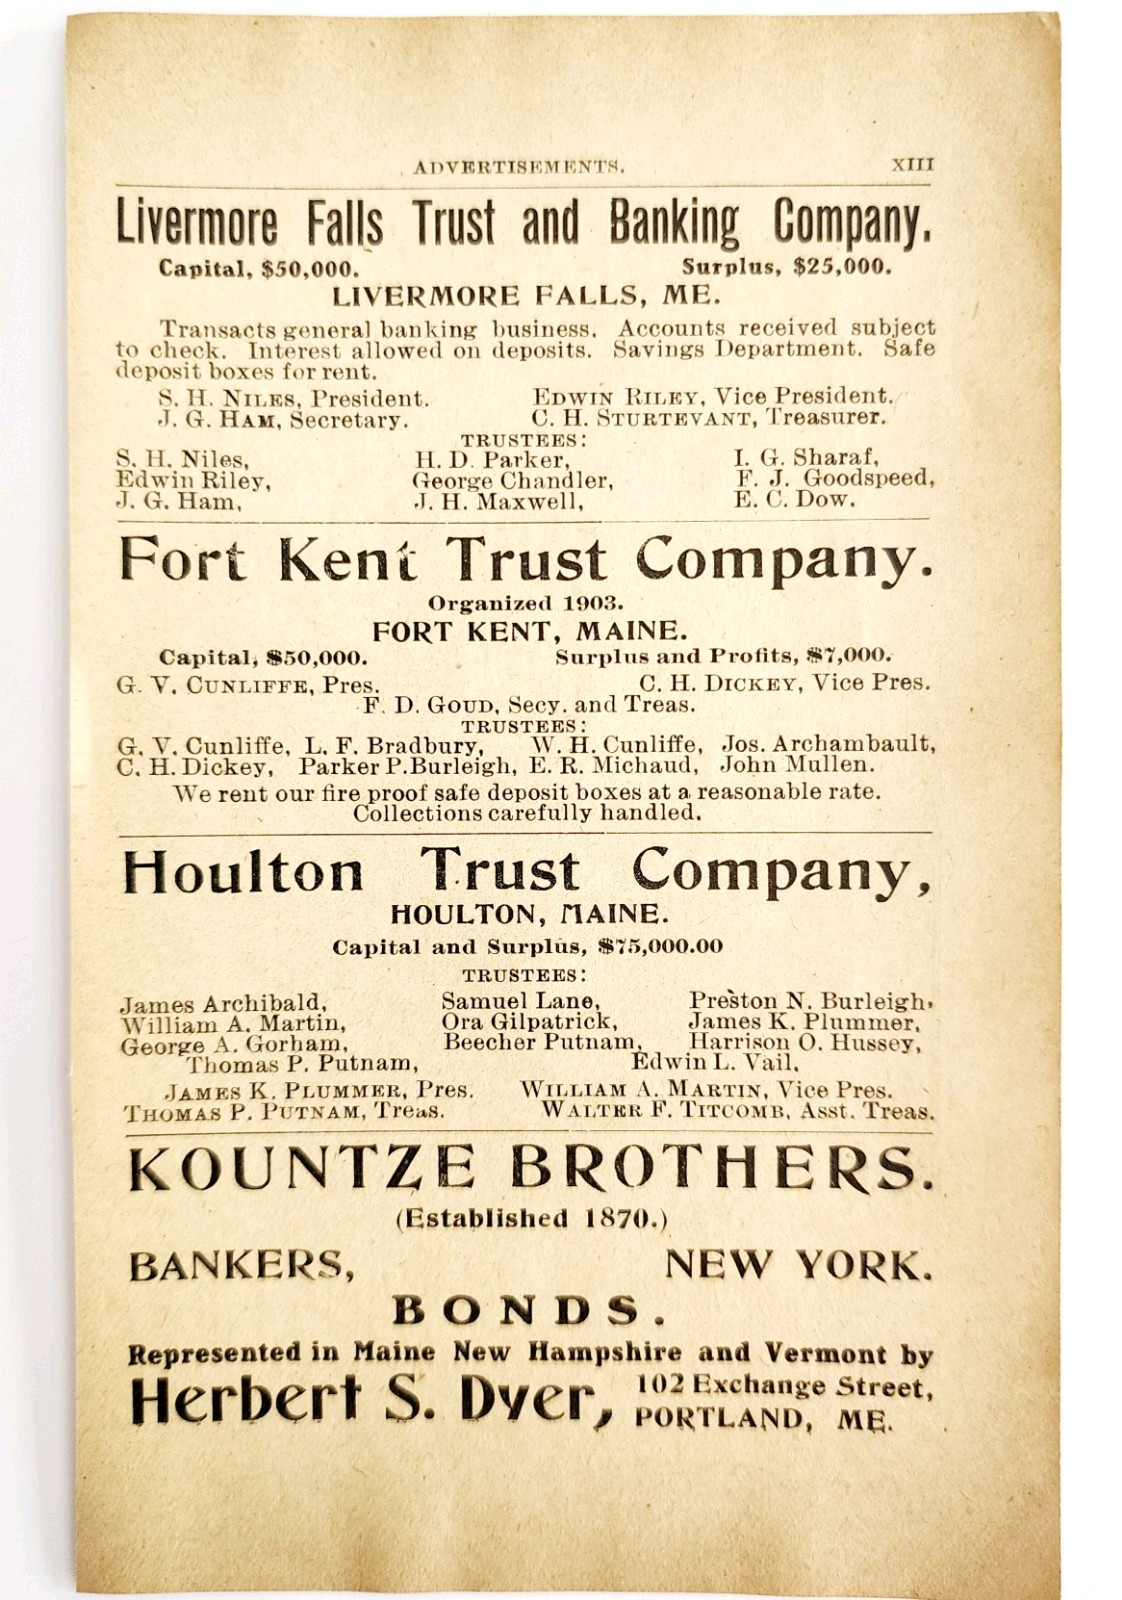 ADVERTISEMENTS. XIII
Livermore Falls Trust and Banking Company.
Capital, $50,000. Surplus, $25,000.
LIVERMORE FALLS, ME.
Transacts general banking business. Accounts received subject
to check. Interest allowed on deposits. Savings Department. Safe
deposit boxes for rent.
S. H. NILES, President. EDWIN RILEY, Vice President.
J. G. HAM, Secretary. C. H. STURTEVANT, Treasurer.
TRUSTEES:
S. H. Niles, H. D. Parker, I. G. Sharaf,
Edwin Riley, George Chandler, F. J. Goodspeed,
J. G. Ham, J. H. Maxwell, E. C. Dow.
Fort Kent Trust Company.
Organized 1903.
FORT KENT, MAINE.
Capital, $50,000. Surplus and Profits, $7,000.
G. V. CUNLIFFE, Pres. C. H. DICKEY, Vice Pres.
F. D. GOUD, Secy. and Treas.
TRUSTEES:
G. V. Cunliffe, L. F. Bradbury, W. H. Cunliffe, Jos. Archambault,
C. H. Dickey, Parker P. Burleigh, E. R. Michaud, John Mullen.
We rent our fire proof safe deposit boxes at a reasonable rate.
Collections carefully handled.
Houlton Trust Company,
HOULTON, MAINE.
Capital and Surplus, $75,000.00
TRUSTEES:
James Archibald, Samuel Lane, Preston N. Burleigh,
William A. Martin, Ora Gilpatrick, James K. Plummer,
George A. Gorham, Beecher Putnam, Harrison O. Hussey,
Thomas P. Putnam, Edwin L. Vail.
JAMES K. PLUMMER, Pres. WILLIAM A. MARTIN, Vice Pres.
THOMAS P. PUTNAM, Treas. WALTER F. TITCOMB, Asst. Treas.
KOUNTZE BROTHERS.
(Established 1870.)
BANKERS, NEW YORK.
BONDS.
Represented in Maine New Hampshire and Vermont by
Herbert S. Dyer, 102 Exchange Street,
PORTLAND, ME.